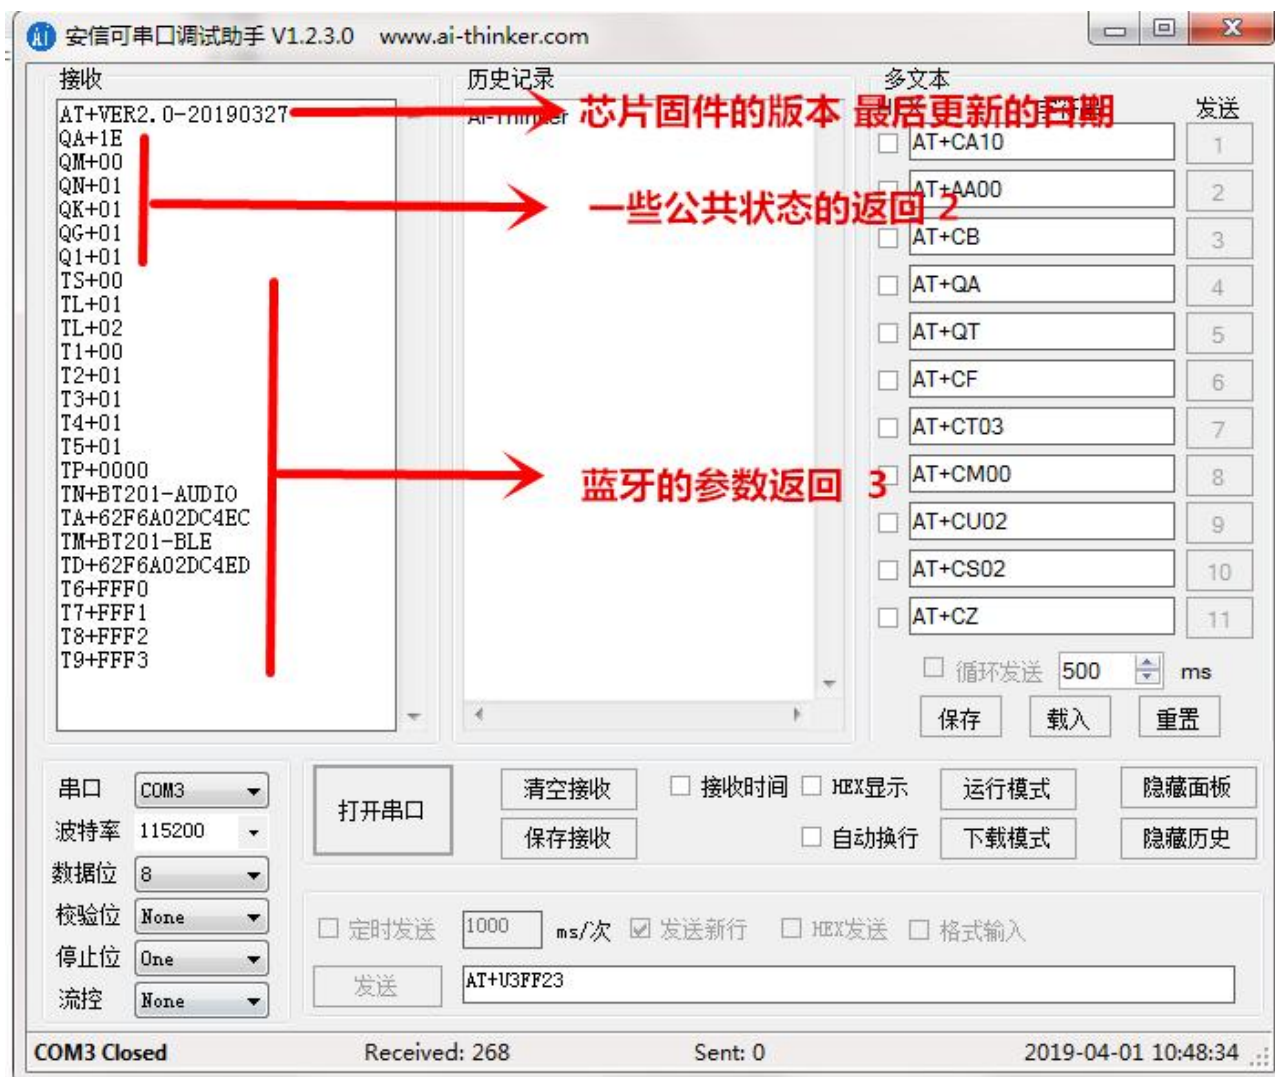 安信可串口调试助手 V1.2.3.0 www.ai-thinker.com
接收
历史记录
多文本
AT+VER2.0-20190327
QA+1E
QM+00
QN+01
QK+01
QG+01
Q1+01
TS+00
TL+01
TL+02
T1+00
T2+01
T3+01
T4+01
T5+01
TP+0000
TN+BT201-AUDIO
TA+62F6A02DC4EC
TM+BT201-BLE
TD+62F6A02DC4ED
T6+FFF0
T7+FFF1
T8+FFF2
T9+FFF3
Ai-Thinker
芯片固件的版本 最后更新的日期
一些公共状态的返回 2
蓝牙的参数返回 3
发送
AT+CA10 1
AT+AA00 2
AT+CB 3
AT+QA 4
AT+QT 5
AT+CF 6
AT+CT03 7
AT+CM00 8
AT+CU02 9
AT+CS02 10
AT+CZ 11
循环发送 500 ms
保存 载入 重置
串口 COM3
波特率 115200
数据位 8
校验位 None
停止位 One
流控 None
打开串口
清空接收 接收时间 HEX显示 运行模式 隐藏面板
保存接收 自动换行 下载模式 隐藏历史
定时发送 1000 ms/次 发送新行 HEX发送 格式输入
发送 AT+U3FF23
COM3 Closed Received: 268 Sent: 0 2019-04-01 10:48:34